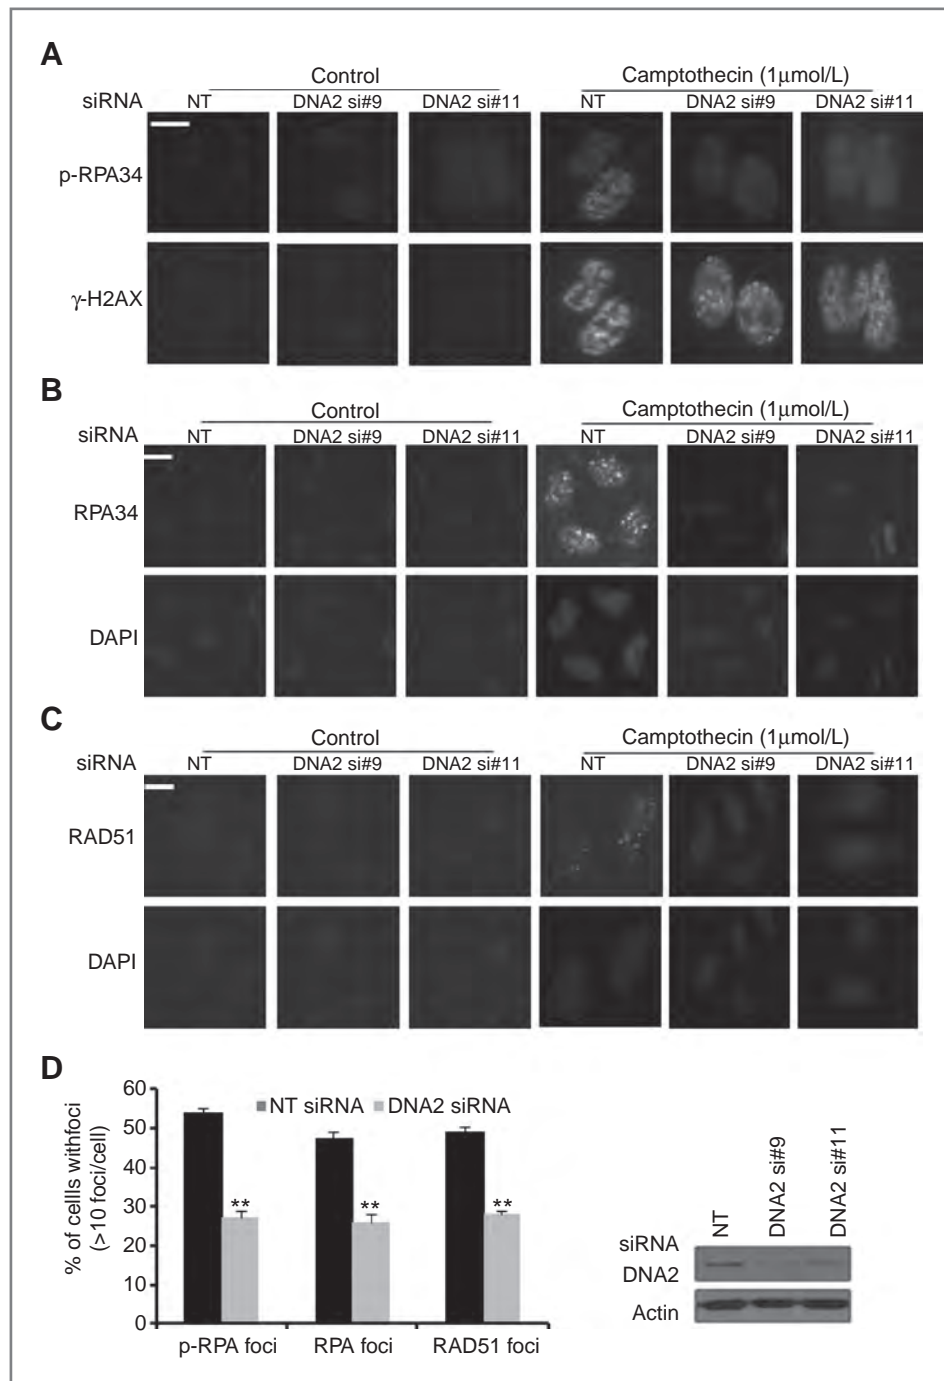 A
Control
Camptothecin (1μmol/L)
siRNA
NT
DNA2 si#9
DNA2 si#11
NT
DNA2 si#9
DNA2 si#11
p-RPA34
γ-H2AX
B
Control
Camptothecin (1μmol/L)
siRNA
NT
DNA2 si#9
DNA2 si#11
NT
DNA2 si#9
DNA2 si#11
RPA34
DAPI
C
Control
Camptothecin (1μmol/L)
siRNA
NT
DNA2 si#9
DNA2 si#11
NT
DNA2 si#9
DNA2 si#11
RAD51
DAPI
D
% of cellls withfoci
(>10 foci/cell)
60
50
40
30
20
10
0
NT siRNA
DNA2 siRNA
**
**
**
p-RPA foci
RPA foci
RAD51 foci
NT
DNA2 si#9
DNA2 si#11
siRNA
DNA2
Actin